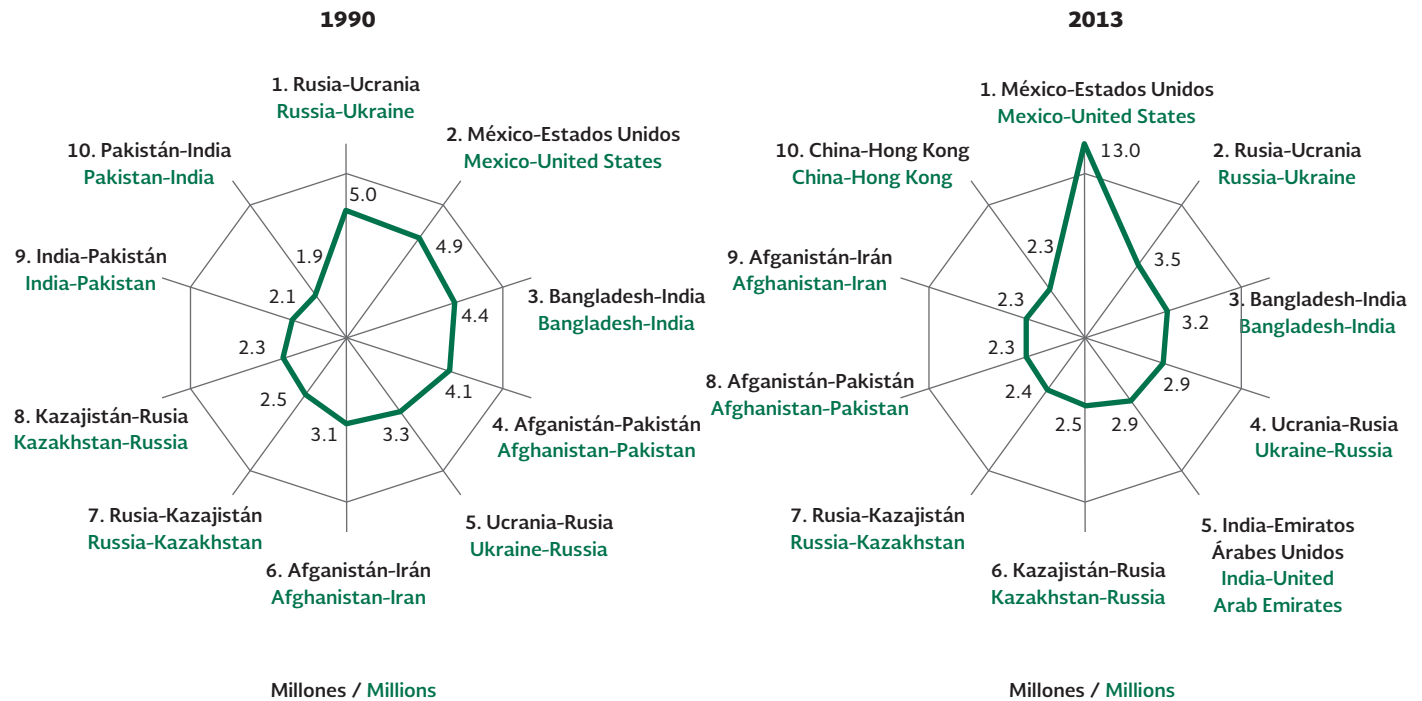 1990
1. Rusia-Ucrania
Russia-Ukraine
2. México-Estados Unidos
Mexico-United States
3. Bangladesh-India
Bangladesh-India
4. Afganistán-Pakistán
Afghanistan-Pakistan
5. Ucrania-Rusia
Ukraine-Russia
6. Afganistán-Irán
Afghanistan-Iran
7. Rusia-Kazajistán
Russia-Kazakhstan
8. Kazajistán-Rusia
Kazakhstan-Russia
9. India-Pakistán
India-Pakistan
10. Pakistán-India
Pakistan-India
5.0
4.9
4.4
4.1
3.3
3.1
2.5
2.3
2.1
1.9
Millones / Millions
2013
1. México-Estados Unidos
Mexico-United States
2. Rusia-Ucrania
Russia-Ukraine
3. Bangladesh-India
Bangladesh-India
4. Ucrania-Rusia
Ukraine-Russia
5. India-Emiratos
Árabes Unidos
India-United
Arab Emirates
6. Kazajistán-Rusia
Kazakhstan-Russia
7. Rusia-Kazajistán
Russia-Kazakhstan
8. Afganistán-Pakistán
Afghanistan-Pakistan
9. Afganistán-Irán
Afghanistan-Iran
10. China-Hong Kong
China-Hong Kong
13.0
3.5
3.2
2.9
2.9
2.5
2.4
2.3
2.3
2.3
Millones / Millions